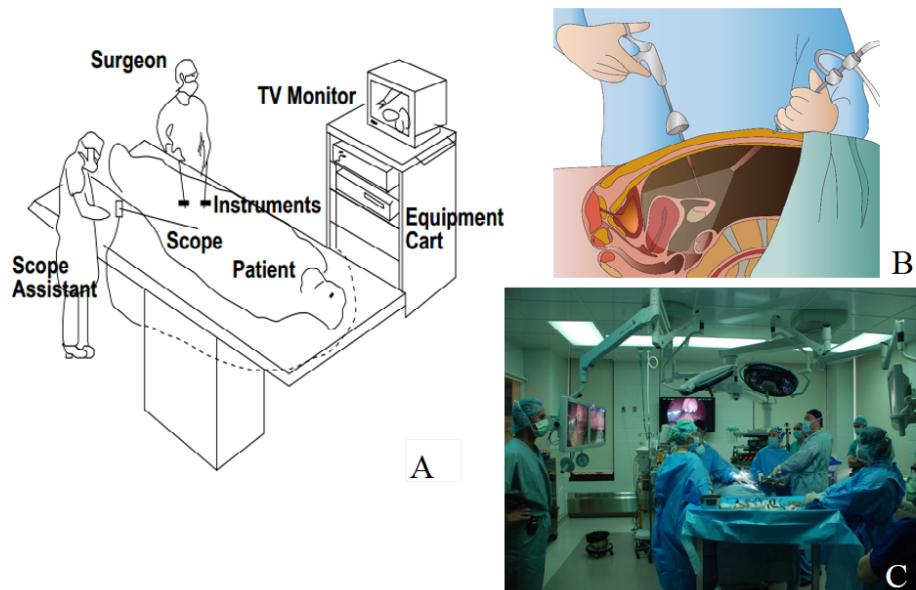 Surgeon
TV Monitor
Instruments
Scope
Equipment
Cart
Scope
Assistant
Patient
A
B
C